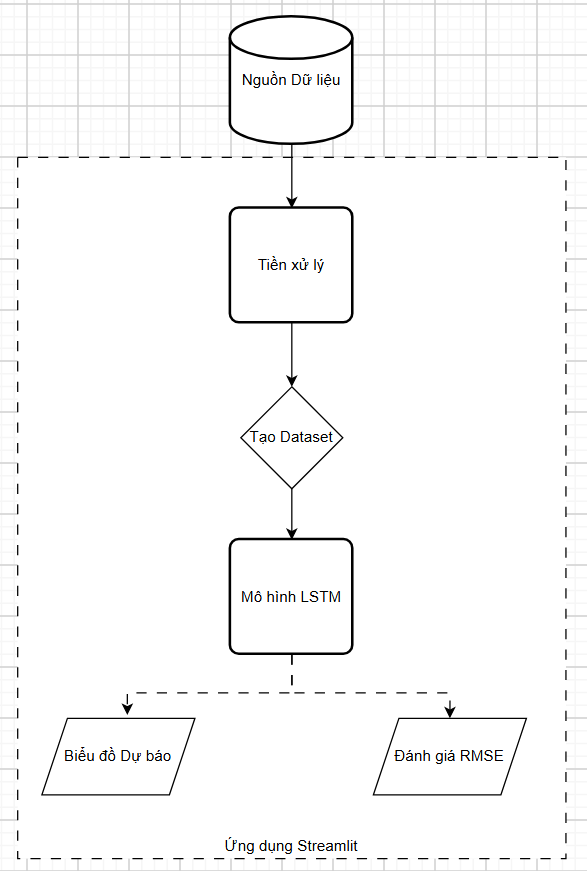 Nguồn Dữ liệu
Tiền xử lý
Tạo Dataset
Mô hình LSTM
Biểu đồ Dự báo
Đánh giá RMSE
Ứng dụng Streamlit